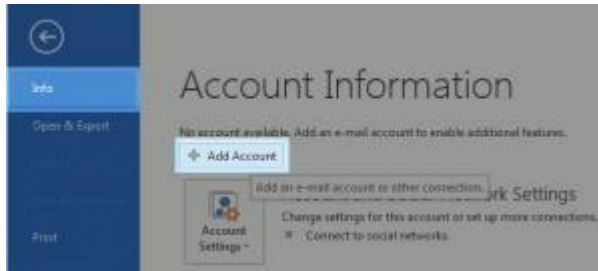 Info
Account Information
Open & Export
No account available. Add an e-mail account to enable additional features.
+ Add Account
Add an e-mail account or other connection.
rk Settings
Account
Settings
Change settings for this account or set up more connections.
Connect to social networks.
Print